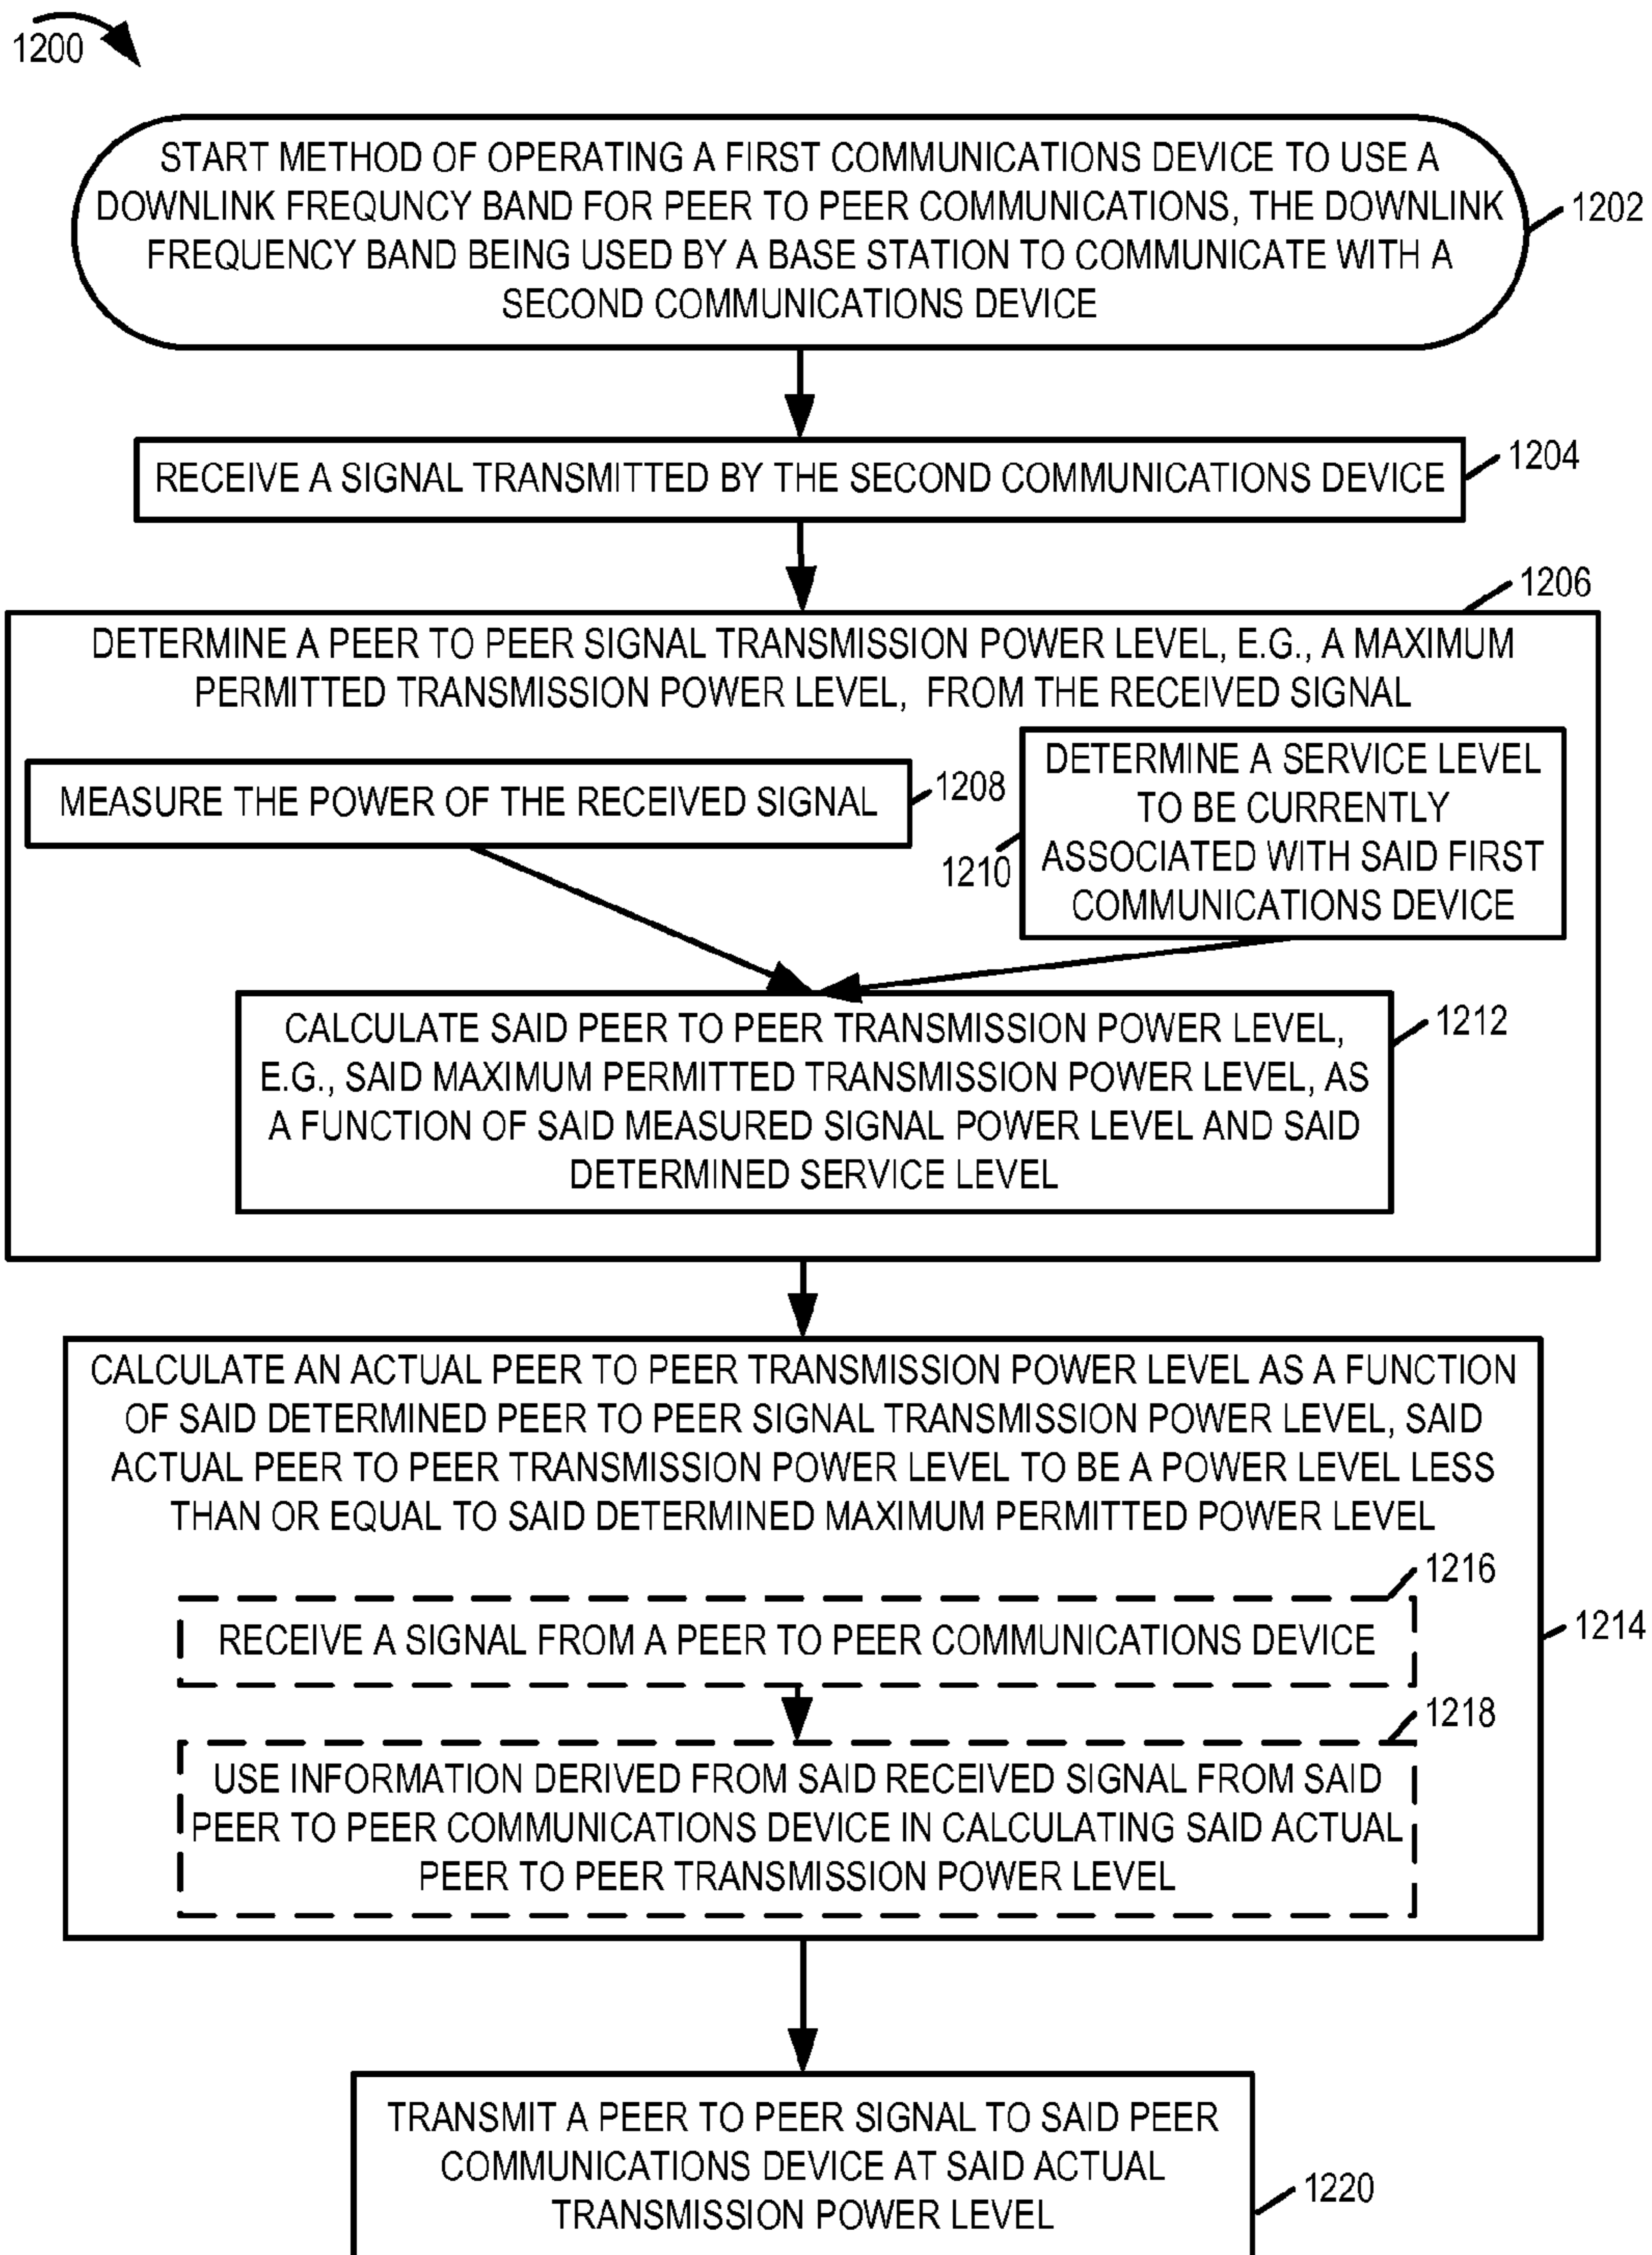 1200
START METHOD OF OPERATING A FIRST COMMUNICATIONS DEVICE TO USE A
DOWNLINK FREQUNCY BAND FOR PEER TO PEER COMMUNICATIONS, THE DOWNLINK
FREQUENCY BAND BEING USED BY A BASE STATION TO COMMUNICATE WITH A
SECOND COMMUNICATIONS DEVICE
1202
RECEIVE A SIGNAL TRANSMITTED BY THE SECOND COMMUNICATIONS DEVICE
1204
1206
DETERMINE A PEER TO PEER SIGNAL TRANSMISSION POWER LEVEL, E.G., A MAXIMUM
PERMITTED TRANSMISSION POWER LEVEL, FROM THE RECEIVED SIGNAL
MEASURE THE POWER OF THE RECEIVED SIGNAL
1208
DETERMINE A SERVICE LEVEL
TO BE CURRENTLY
ASSOCIATED WITH SAID FIRST
COMMUNICATIONS DEVICE
1210
CALCULATE SAID PEER TO PEER TRANSMISSION POWER LEVEL,
E.G., SAID MAXIMUM PERMITTED TRANSMISSION POWER LEVEL, AS
A FUNCTION OF SAID MEASURED SIGNAL POWER LEVEL AND SAID
DETERMINED SERVICE LEVEL
1212
CALCULATE AN ACTUAL PEER TO PEER TRANSMISSION POWER LEVEL AS A FUNCTION
OF SAID DETERMINED PEER TO PEER SIGNAL TRANSMISSION POWER LEVEL, SAID
ACTUAL PEER TO PEER TRANSMISSION POWER LEVEL TO BE A POWER LEVEL LESS
THAN OR EQUAL TO SAID DETERMINED MAXIMUM PERMITTED POWER LEVEL
1216
RECEIVE A SIGNAL FROM A PEER TO PEER COMMUNICATIONS DEVICE
1214
1218
USE INFORMATION DERIVED FROM SAID RECEIVED SIGNAL FROM SAID
PEER TO PEER COMMUNICATIONS DEVICE IN CALCULATING SAID ACTUAL
PEER TO PEER TRANSMISSION POWER LEVEL
TRANSMIT A PEER TO PEER SIGNAL TO SAID PEER
COMMUNICATIONS DEVICE AT SAID ACTUAL
TRANSMISSION POWER LEVEL
1220